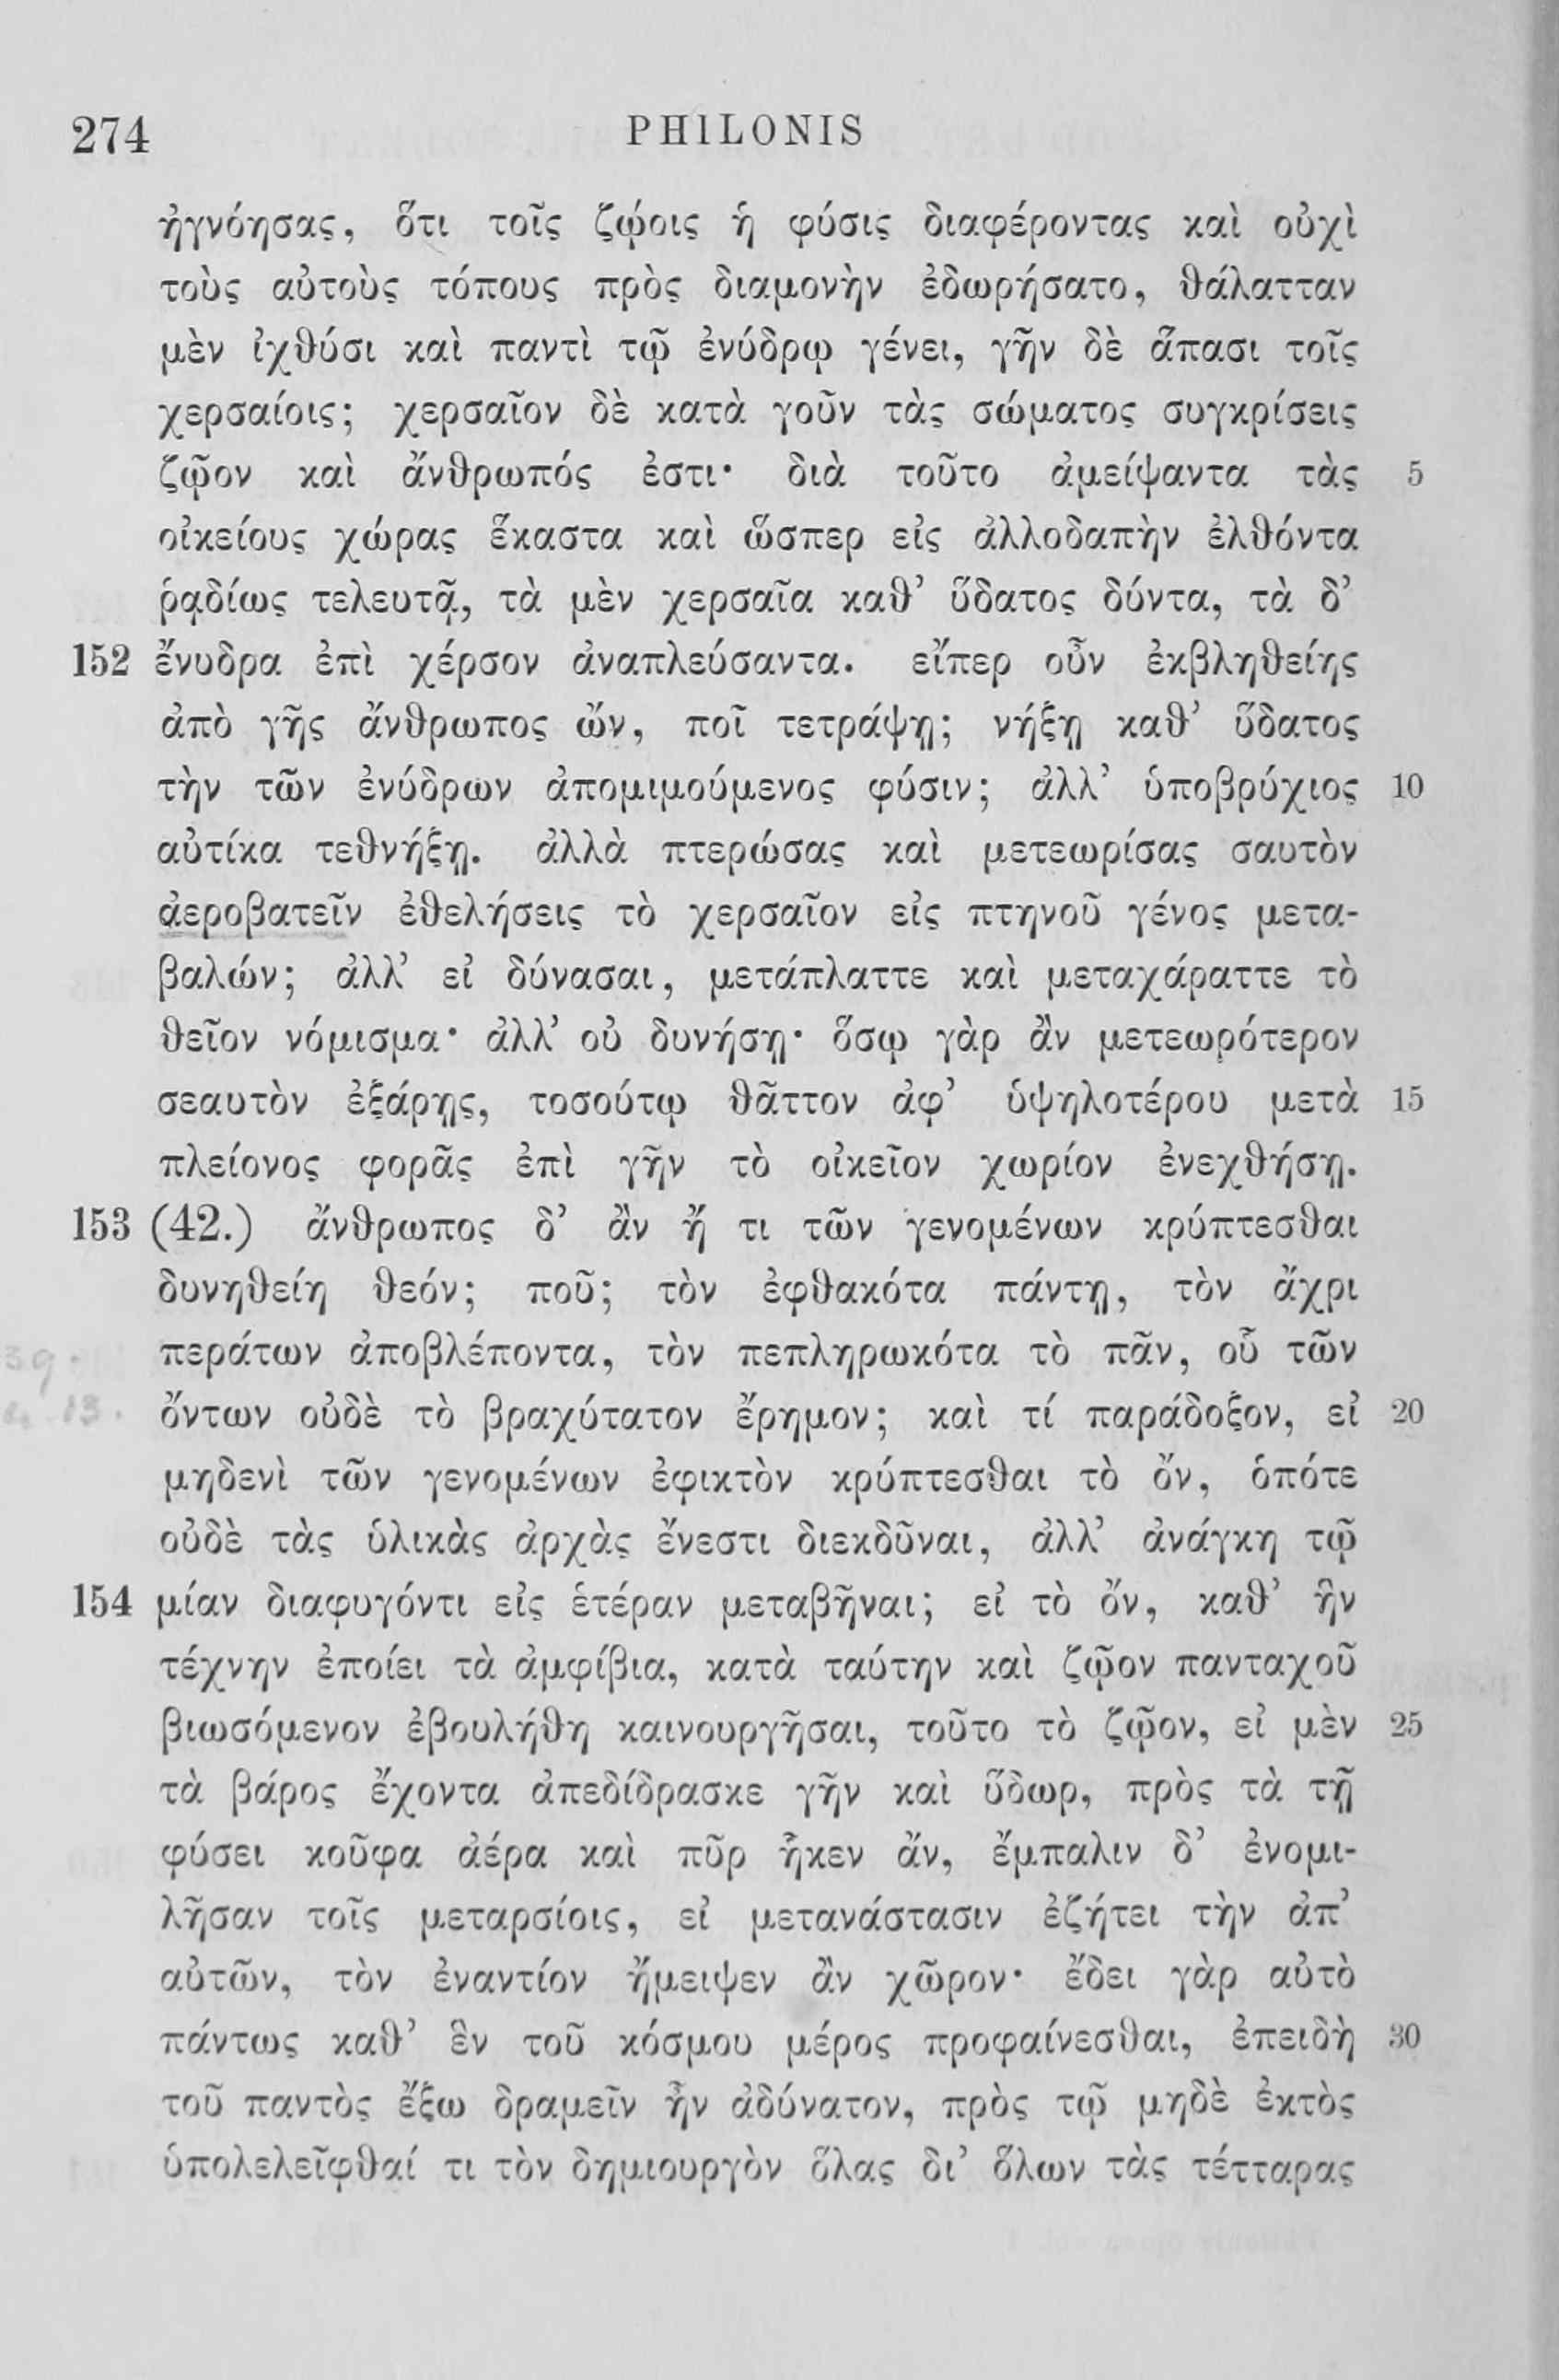 274 PHILONIS
ἠγνόησας, ὅτι τοῖς ζῴοις ἡ φύσις διαφέροντας καὶ οὐχὶ
τοὺς αὐτοὺς τόπους πρὸς διαμονὴν ἐδωρήσατο, θάλατταν
μὲν ἰχθύσι καὶ παντὶ τῷ ἐνύδρῳ γένει, γῆν δὲ ἅπασι τοῖς
χερσαίοις; χερσαῖον δὲ κατὰ γοῦν τὰς σώματος συγκρίσεις
ζῷον καὶ ἄνθρωπός ἐστι· διὰ τοῦτο ἀμείψαντα τὰς 5
οἰκείους χώρας ἕκαστα καὶ ὥσπερ εἰς ἀλλοδαπὴν ἐλθόντα
ῥᾳδίως τελευτᾷ, τὰ μὲν χερσαῖα καθ’ ὕδατος δύντα, τὰ δ’
152 ἔνυδρα ἐπὶ χέρσον ἀναπλεύσαντα. εἴπερ οὖν ἐκβληθείης
ἀπὸ γῆς ἄνθρωπος ὤν, ποῖ τετράψῃ; νήξῃ καθ’ ὕδατος
τὴν τῶν ἐνύδρων ἀπομιμούμενος φύσιν; ἀλλ’ ὑποβρύχιος 10
αὐτίκα τεθνήξῃ. ἀλλὰ πτερώσας καὶ μετεωρίσας σαυτὸν
ἀεροβατεῖν ἐθελήσεις τὸ χερσαῖον εἰς πτηνοῦ γένος μετα-
βαλών; ἀλλ’ εἰ δύνασαι, μετάπλαττε καὶ μεταχάραττε τὸ
θεῖον νόμισμα· ἀλλ’ οὐ δυνήσῃ· ὅσῳ γὰρ ἂν μετεωρότερον
σεαυτὸν ἐξάρῃς, τοσούτῳ θᾶττον ἀφ’ ὑψηλοτέρου μετὰ 15
πλείονος φορᾶς ἐπὶ γῆν τὸ οἰκεῖον χωρίον ἐνεχθήσῃ.
153 (42.) ἄνθρωπος δ’ ἂν ἤ τι τῶν γενομένων κρύπτεσθαι
δυνηθείη θεόν; ποῦ; τὸν ἐφθακότα πάντῃ, τὸν ἄχρι
περάτων ἀποβλέποντα, τὸν πεπληρωκότα τὸ πᾶν, οὗ τῶν
ὄντων οὐδὲ τὸ βραχύτατον ἔρημον; καὶ τί παράδοξον, εἰ 20
μηδενὶ τῶν γενομένων ἐφικτὸν κρύπτεσθαι τὸ ὄν, ὁπότε
οὐδὲ τὰς ὑλικὰς ἀρχὰς ἔνεστι διεκδῦναι, ἀλλ’ ἀνάγκη τῷ
154 μίαν διαφυγόντι εἰς ἑτέραν μεταβῆναι; εἰ τὸ ὄν, καθ’ ἣν
τέχνην ἐποίει τὰ ἀμφίβια, κατὰ ταύτην καὶ ζῷον πανταχοῦ
βιωσόμενον ἐβουλήθη καινουργῆσαι, τοῦτο τὸ ζῷον, εἰ μὲν 25
τὰ βάρος ἔχοντα ἀπεδίδρασκε γῆν καὶ ὕδωρ, πρὸς τὰ τῇ
φύσει κοῦφα ἀέρα καὶ πῦρ ἧκεν ἄν, ἔμπαλιν δ’ ἐνομι-
λῆσαν τοῖς μεταρσίοις, εἰ μετανάστασιν ἐζήτει τὴν ἀπ’
αὐτῶν, τὸν ἐναντίον ἤμειψεν ἂν χῶρον· ἔδει γὰρ αὐτὸ
πάντως καθ’ ἓν τοῦ κόσμου μέρος προφαίνεσθαι, ἐπειδὴ 30
τοῦ παντὸς ἔξω δραμεῖν ἦν ἀδύνατον, πρὸς τῷ μηδὲ ἐκτὸς
ὑπολελεῖφθαί τι τὸν δημιουργὸν ὅλας δι’ ὅλων τὰς τέτταρας